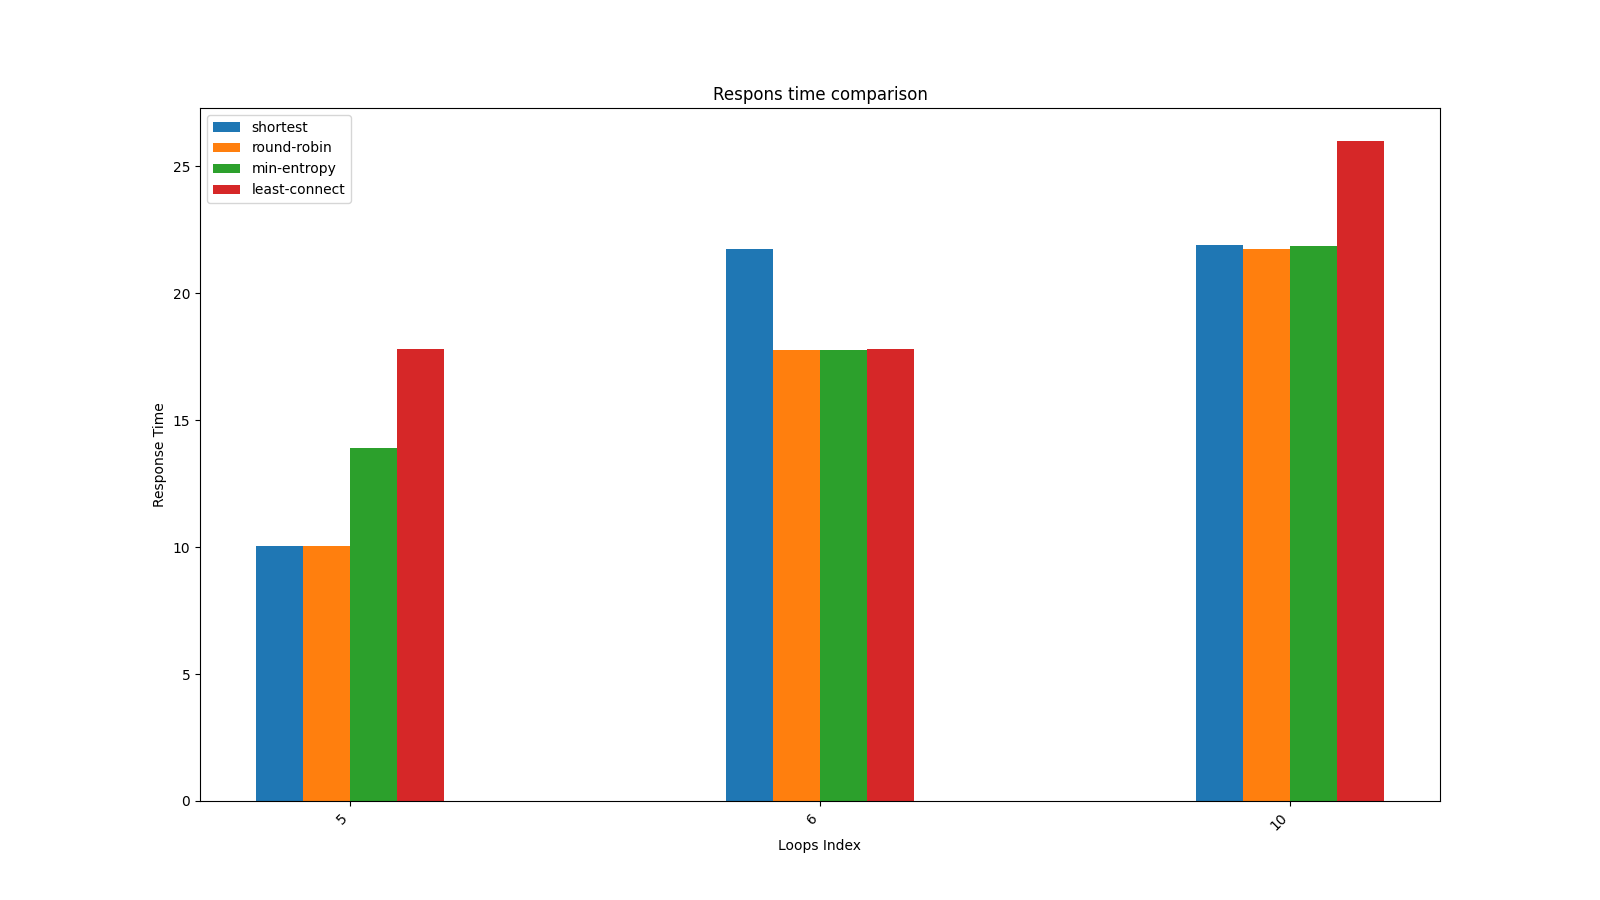 Respons time comparison
shortest
round-robin
min-entropy
least-connect
25
20
15
10
5
0
Response Time
5
6
10
Loops Index